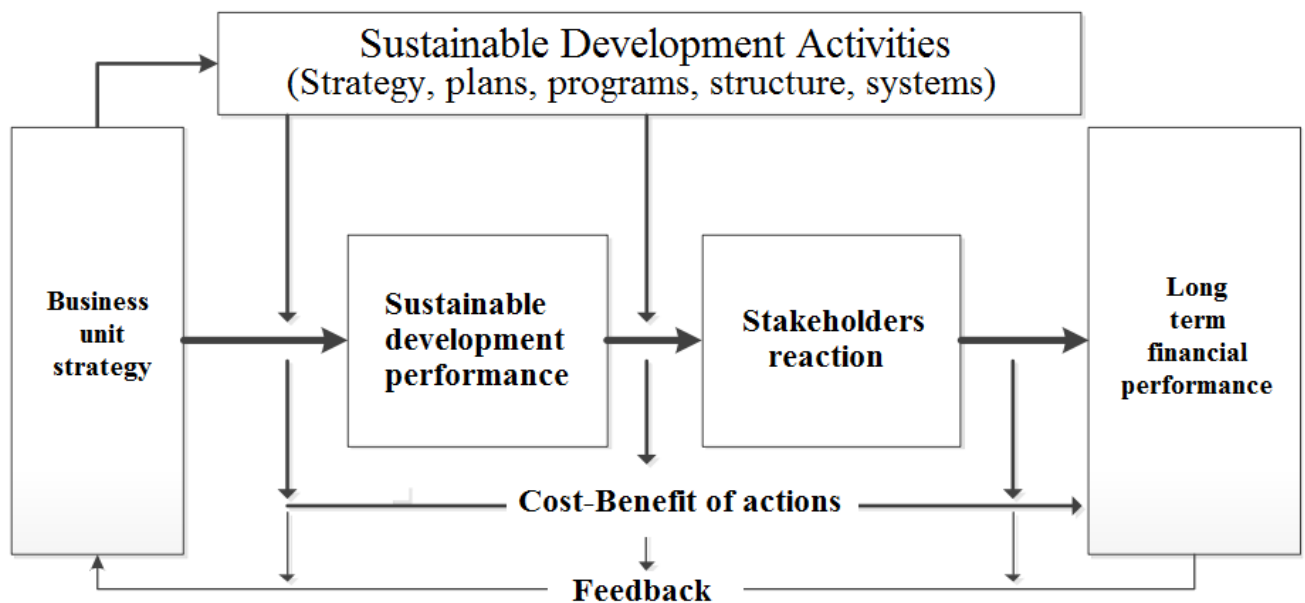 Sustainable Development Activities
(Strategy, plans, programs, structure, systems)
Business
unit
strategy
Sustainable
development
performance
Stakeholders
reaction
Long
term
financial
performance
Cost-Benefit of actions
Feedback